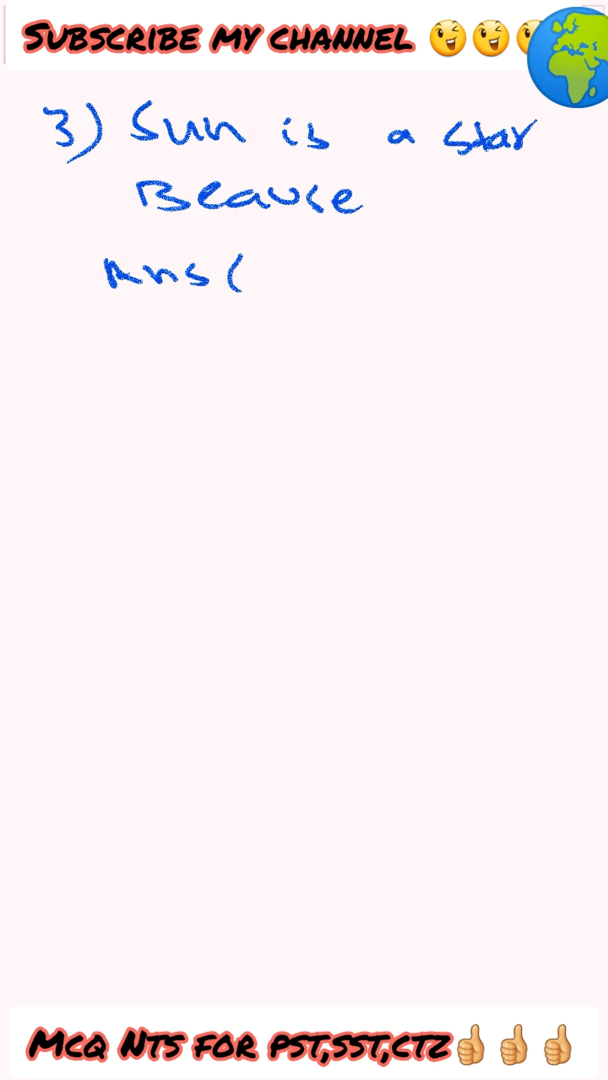 SUBSCRIBE MY CHANNEL 😉😉😉
3) Sun is a star
Beause
Ans (
MCQ NTS FOR PST,SST,CTZ👍👍👍